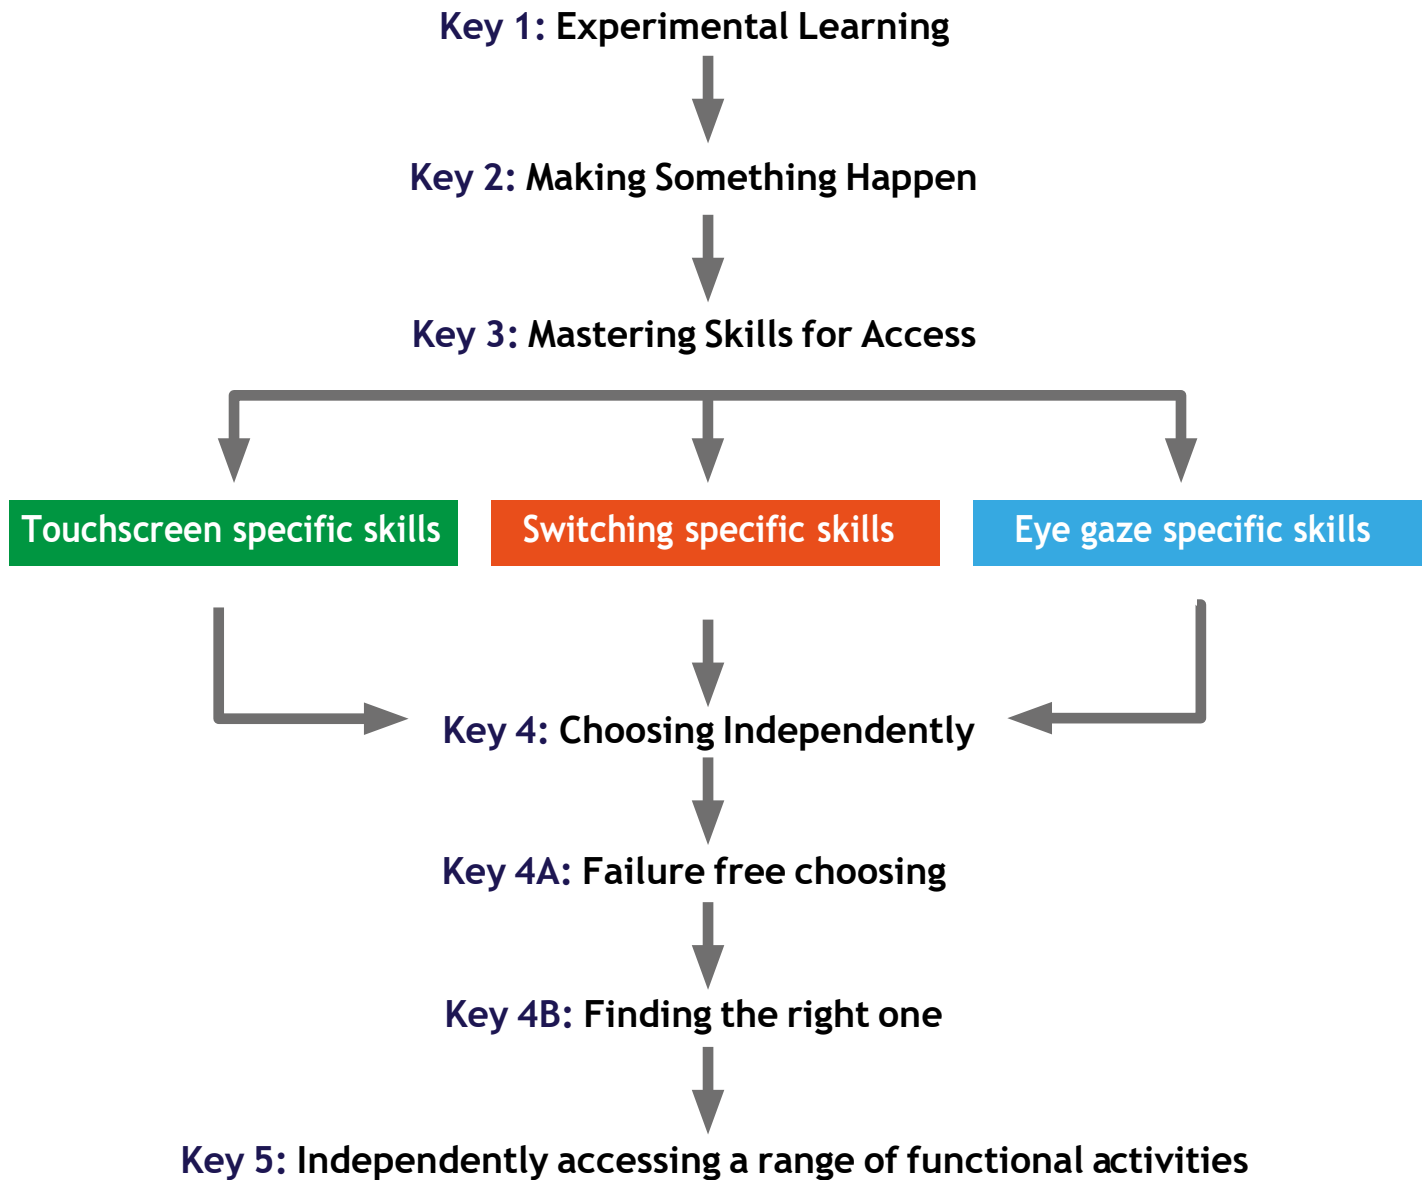 Key 1: Experimental Learning
Key 2: Making Something Happen
Key 3: Mastering Skills for Access
Touchscreen specific skills
Switching specific skills
Eye gaze specific skills
Key 4: Choosing Independently
Key 4A: Failure free choosing
Key 4B: Finding the right one
Key 5: Independently accessing a range of functional activities